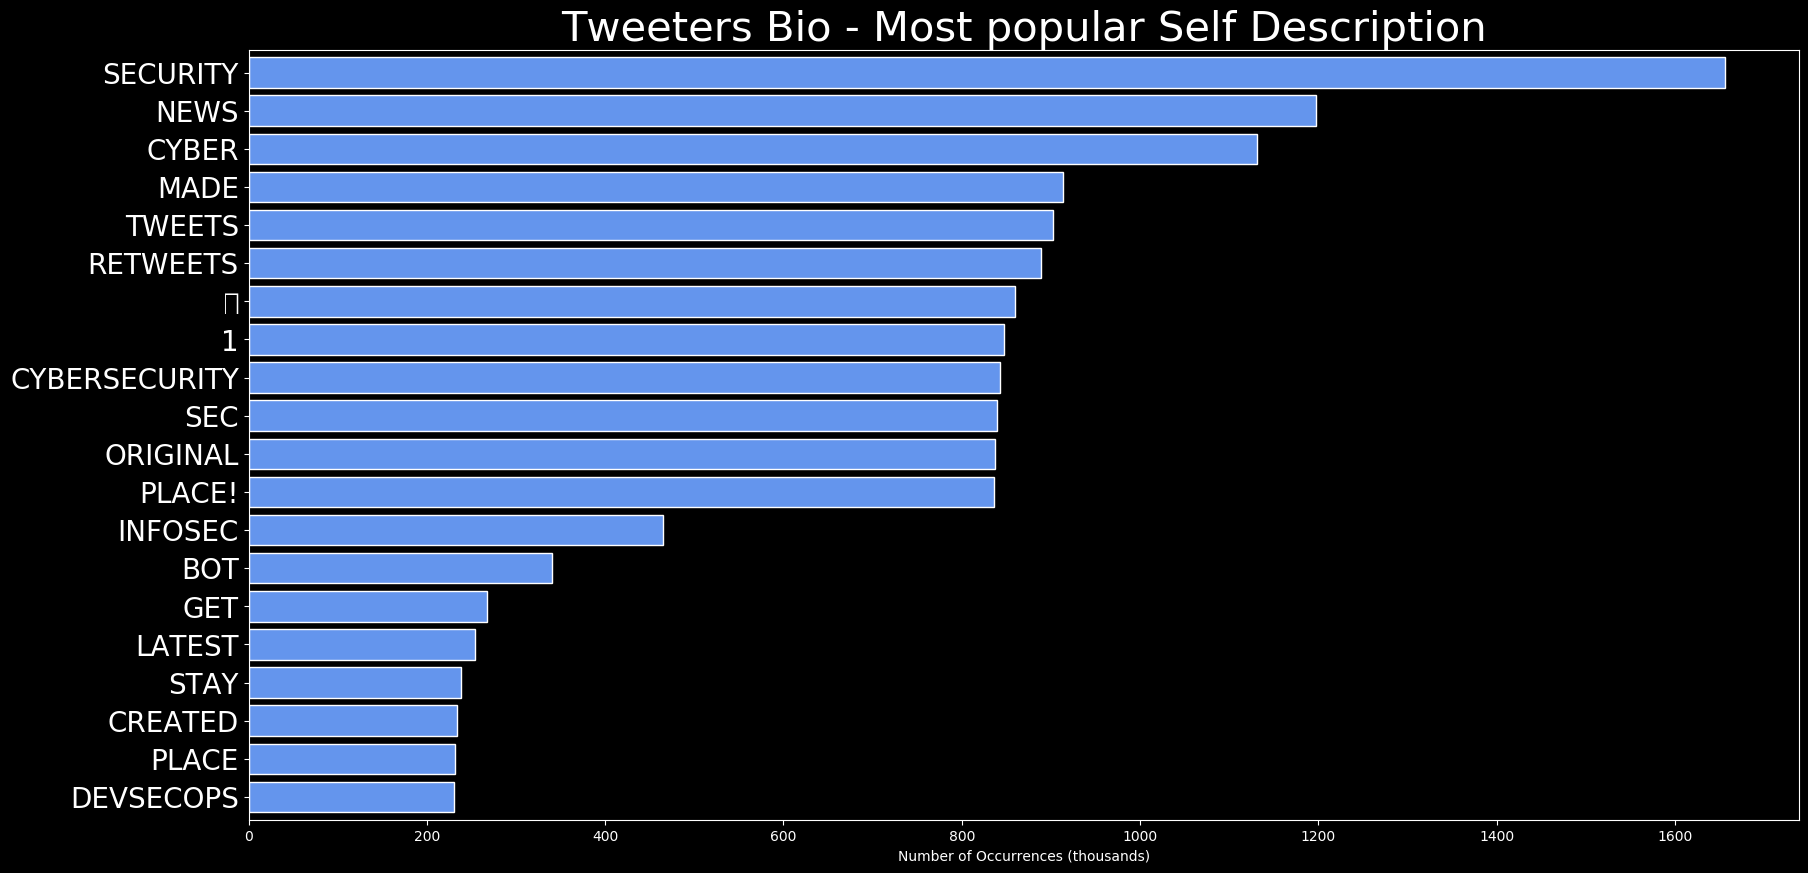 Tweeters Bio - Most popular Self Description
SECURITY
NEWS
CYBER
MADE
TWEETS
RETWEETS
1
CYBERSECURITY
SEC
ORIGINAL
PLACE!
INFOSEC
BOT
GET
LATEST
STAY
CREATED
PLACE
DEVSECOPS
0 200 400 600 800 1000 1200 1400 1600
Number of Occurrences (thousands)